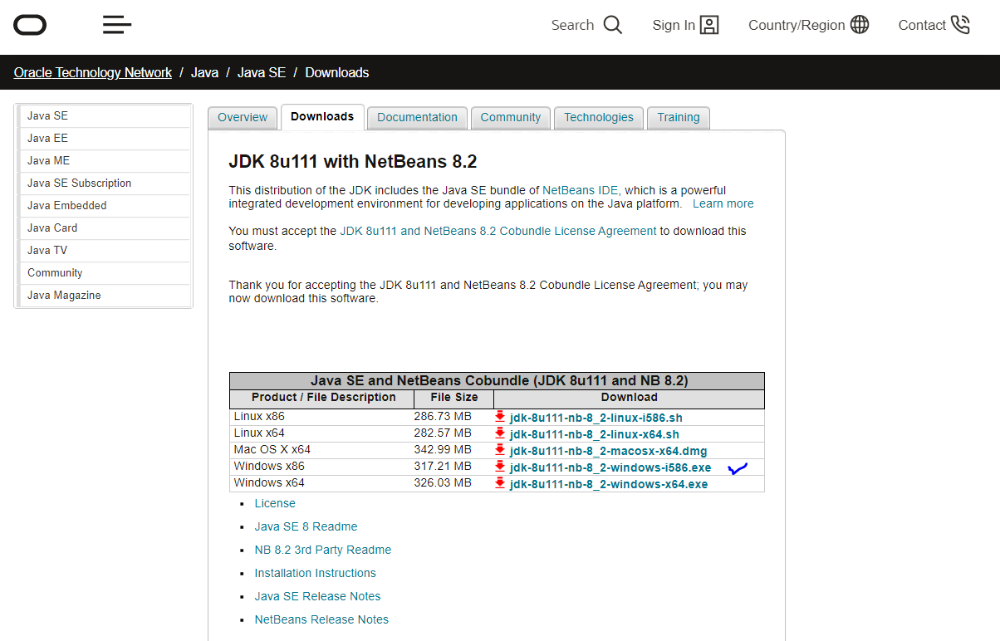 Search Sign In Country/Region Contact
Oracle Technology Network / Java / Java SE / Downloads
Java SE
Java EE
Java ME
Java SE Subscription
Java Embedded
Java Card
Java TV
Community
Java Magazine
Overview Downloads Documentation Community Technologies Training
JDK 8u111 with NetBeans 8.2
This distribution of the JDK includes the Java SE bundle of NetBeans IDE, which is a powerful
integrated development environment for developing applications on the Java platform. Learn more
You must accept the JDK 8u111 and NetBeans 8.2 Cobundle License Agreement to download this
software.
Thank you for accepting the JDK 8u111 and NetBeans 8.2 Cobundle License Agreement; you may
now download this software.
Java SE and NetBeans Cobundle (JDK 8u111 and NB 8.2)
Product / File Description File Size Download
Linux x86 286.73 MB jdk-8u111-nb-8_2-linux-i586.sh
Linux x64 282.57 MB jdk-8u111-nb-8_2-linux-x64.sh
Mac OS X x64 342.99 MB jdk-8u111-nb-8_2-macosx-x64.dmg
Windows x86 317.21 MB jdk-8u111-nb-8_2-windows-i586.exe
Windows x64 326.03 MB jdk-8u111-nb-8_2-windows-x64.exe
License
Java SE 8 Readme
NB 8.2 3rd Party Readme
Installation Instructions
Java SE Release Notes
NetBeans Release Notes